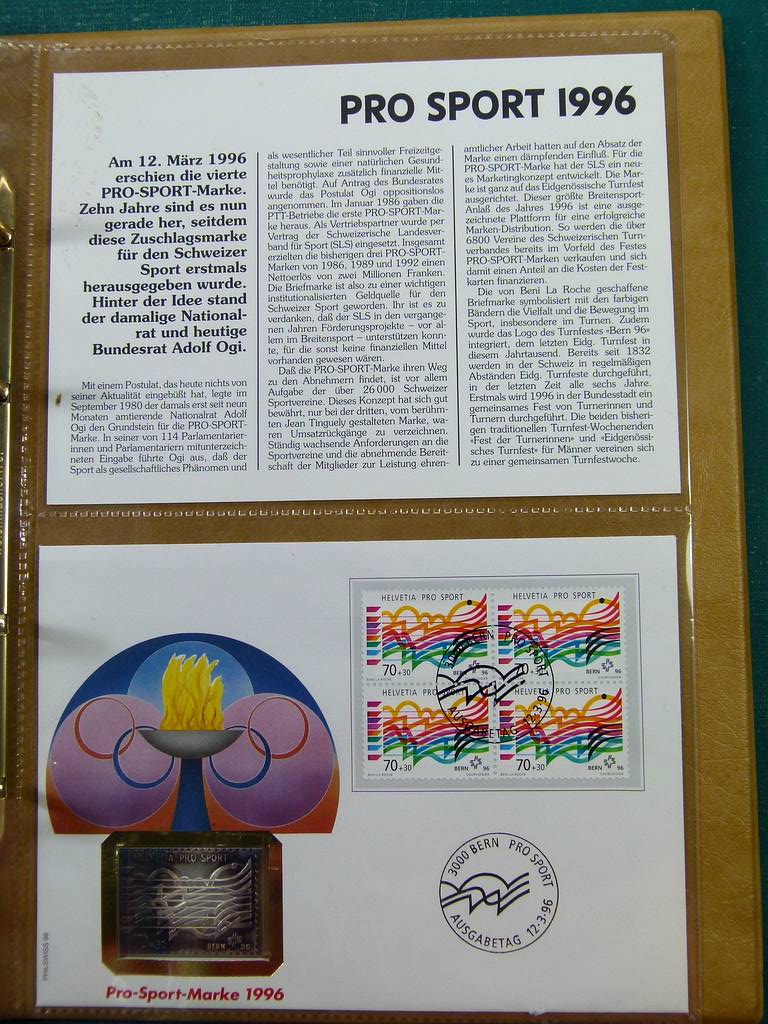 PRO SPORT 1996
Am 12. März 1996
erschien die vierte
PRO-SPORT-Marke.
Zehn Jahre sind es nun
gerade her, seitdem
diese Zuschlagsmarke
für den Schweizer
Sport erstmals
herausgegeben wurde.
Hinter der Idee stand
der damalige National-
rat und heutige
Bundesrat Adolf Ogi.
Mit einem Postulat, das heute nichts von
seiner Aktualität eingebüßt hat, legte im
September 1980 der damals erst seit neun
Monaten amtierende Nationalrat Adolf
Ogi den Grundstein für die PRO-SPORT-
Marke. In seiner von 114 Parlamentarier-
innen und Parlamentariern mitunterzeich-
neten Eingabe führte Ogi aus, daß der
Sport als gesellschaftliches Phänomen und
als wesentlicher Teil sinnvoller Freizeitge-
staltung sowie einer natürlichen Gesund-
heitsprophylaxe zusätzlich finanzielle Mit-
tel benötigt. Auf Antrag des Bundesrates
wurde das Postulat Ogi oppositionslos
angenommen. Im Januar 1986 gaben die
PTT-Betriebe die erste PRO-SPORT-Mar-
ke heraus. Als Vertriebspartner wurde per
Vertrag der Schweizerische Landesver-
band für Sport (SLS) eingesetzt. Insgesamt
erzielten die bisherigen drei PRO-SPORT-
Marken von 1986, 1989 und 1992 einen
Nettoerlös von zwei Millionen Franken.
Die Briefmarke ist also zu einer wichtigen
institutionalisierten Geldquelle für den
Schweizer Sport geworden. Ihr ist es zu
verdanken, daß der SLS in den vergange-
nen Jahren Förderungsprojekte – vor al-
lem im Breitensport – unterstützen konn-
te, für die sonst keine finanziellen Mittel
vorhanden gewesen wären.
Daß die PRO-SPORT-Marke ihren Weg
zu den Abnehmern findet, ist vor allem
Aufgabe der über 26 000 Schweizer
Sportvereine. Dieses Konzept hat sich gut
bewährt, nur bei der dritten, vom berühm-
ten Jean Tinguely gestalteten Marke, wa-
ren Umsatzrückgänge zu verzeichnen.
Ständig wachsende Anforderungen an die
Sportvereine und die abnehmende Bereit-
schaft der Mitglieder zur Leistung ehren-
amtlicher Arbeit hatten auf den Absatz der
Marke einen dämpfenden Einfluß. Für die
PRO-SPORT-Marke hat der SLS ein neu-
es Marketingkonzept entwickelt. Die Mar-
ke ist ganz auf das Eidgenössische Turnfest
ausgerichtet. Dieser größte Breitensport-
Anlaß des Jahres 1996 ist eine ausge-
zeichnete Plattform für eine erfolgreiche
Marken-Distribution. So werden die über
6800 Vereine des Schweizerischen Turn-
verbandes bereits im Vorfeld des Festes
PRO-SPORT-Marken verkaufen und sich
damit einen Anteil an die Kosten der Fest-
karten finanzieren.
Die von Beni La Roche geschaffene
Briefmarke symbolisiert mit den farbigen
Bändern die Vielfalt und die Bewegung im
Sport, insbesondere im Turnen. Zudem
wurde das Logo des Turnfestes «Bern 96»
integriert, dem letzten Eidg. Turnfest in
diesem Jahrtausend. Bereits seit 1832
werden in der Schweiz in regelmäßigen
Abständen Eidg. Turnfeste durchgeführt,
in der letzten Zeit alle sechs Jahre.
Erstmals wird 1996 in der Bundesstadt ein
gemeinsames Fest von Turnerinnen und
Turnern durchgeführt. Die beiden bisheri-
gen traditionellen Turnfest-Wochenenden
«Fest der Turnerinnen» und «Eidgenössi-
sches Turnfest» für Männer vereinen sich
zu einer gemeinsamen Turnfestwoche.
HELVETIA PRO SPORT
70+30
BENI LA ROCHE
HELVETIA PRO SPORT
70+30
BERN 96
COURVOISIER
HELVETIA PRO SPORT
70+30
BERN 96
BENI LA ROCHE
COURVOISIER
HELVETIA PRO SPORT
70+30
BERN 96
BENI LA ROCHE
COURVOISIER
3000 BERN PRO SPORT
AUSGABETAG 12-3-96
HELVETIA PRO SPORT
BERN 96
3000 BERN PRO SPORT
AUSGABETAG 12-3-96
PHILSWISS 96
Pro-Sport-Marke 1996